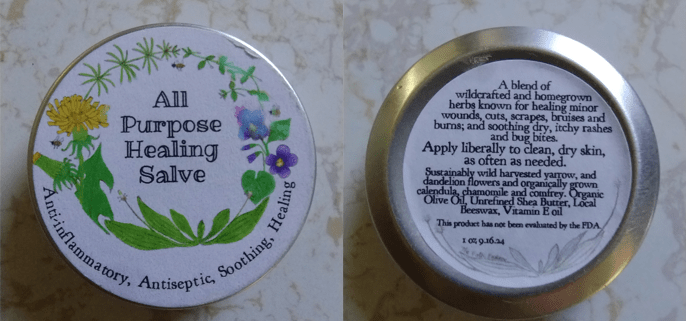 All
Purpose
Healing
Salve
Anti-inflammatory, Antiseptic, Soothing, Healing
A blend of
wildcrafted and homegrown
herbs known for healing minor
wounds, cuts, scrapes, bruises and
burns; and soothing dry, itchy rashes
and bug bites.
Apply liberally to clean, dry skin,
as often as needed.
Sustainably wild harvested yarrow, and
dandelion flowers and organically grown
calendula, chamomile and comfrey. Organic
Olive Oil, Unrefined Shea Butter, Local
Beeswax, Vitamin E oil
This product has not been evaluated by the FDA.
1 oz 9.16.24